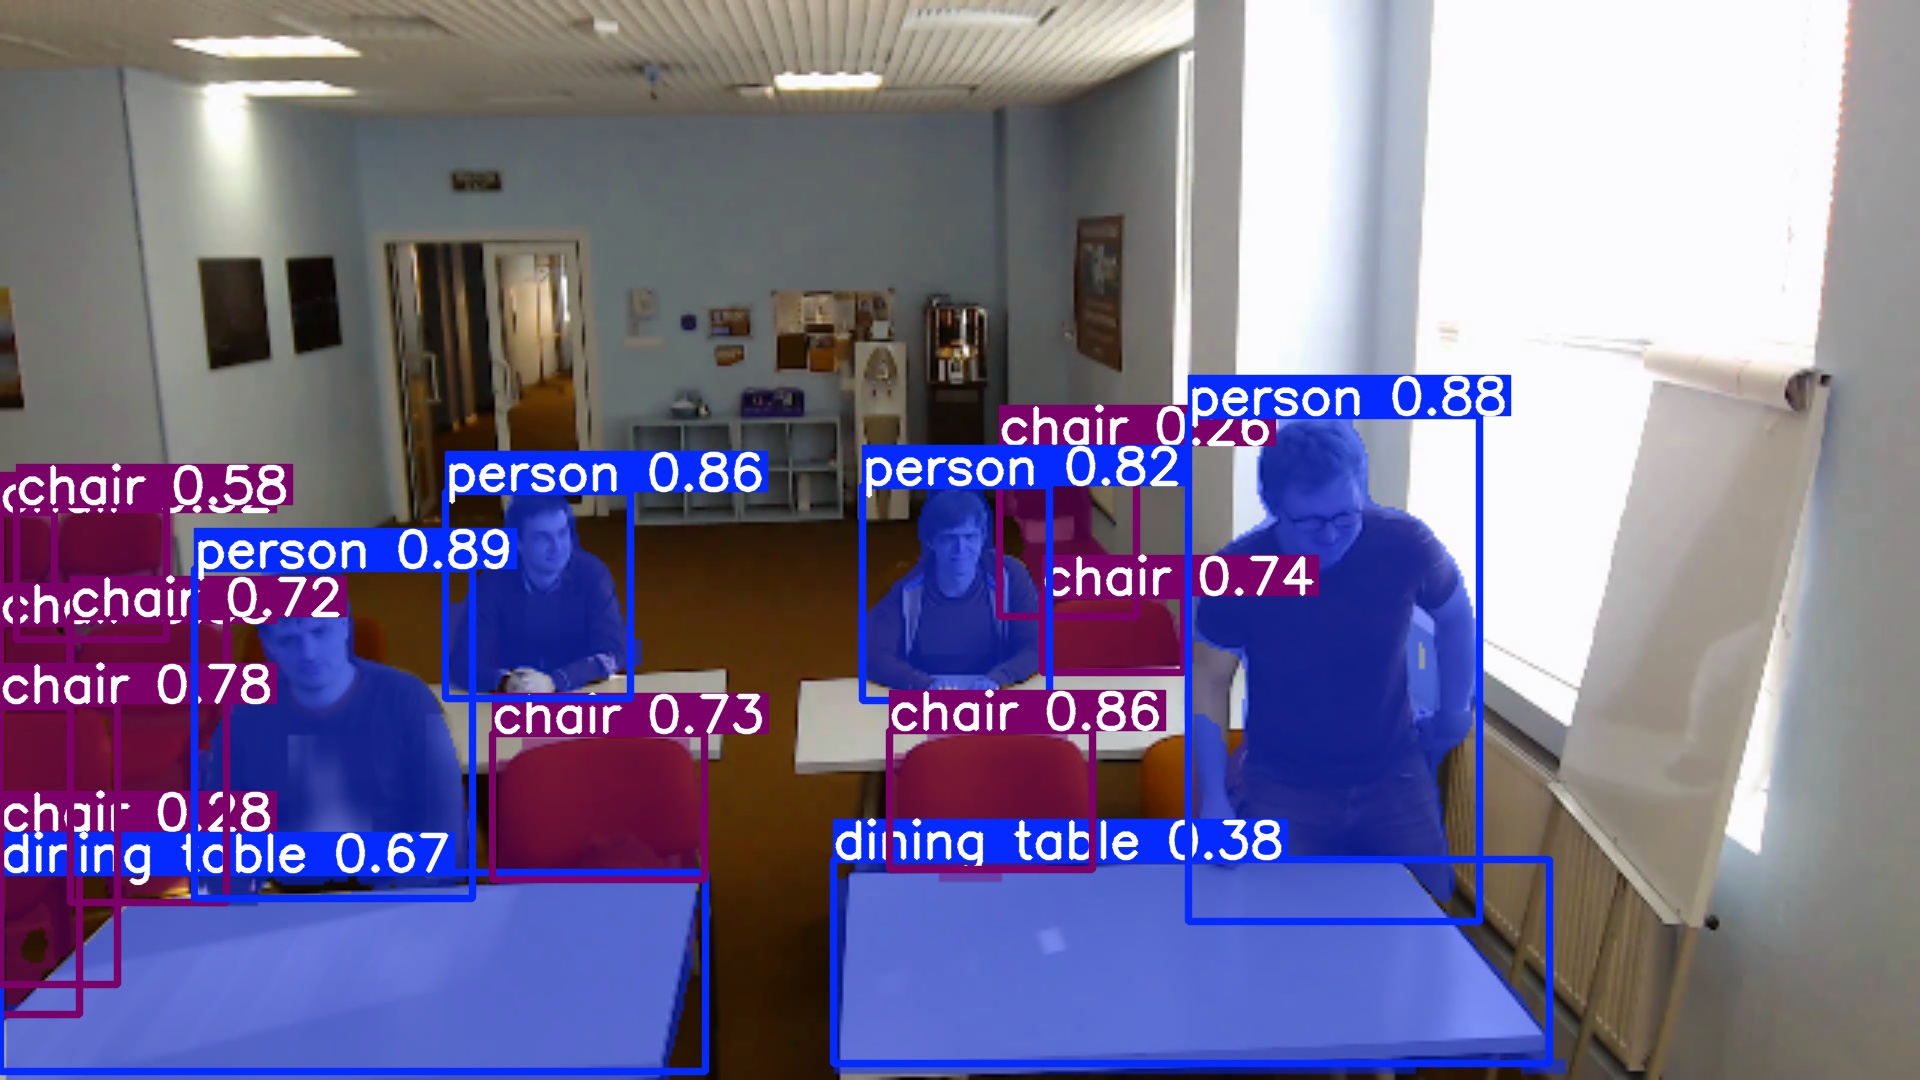 person 0.88
chair 0.26
person 0.82
person 0.86
chair 0.58
person 0.89
chair 0.74
chair 0.72
chair 0.78
chair 0.73
chair 0.86
chair 0.28
dining table 0.67
dining table 0.38